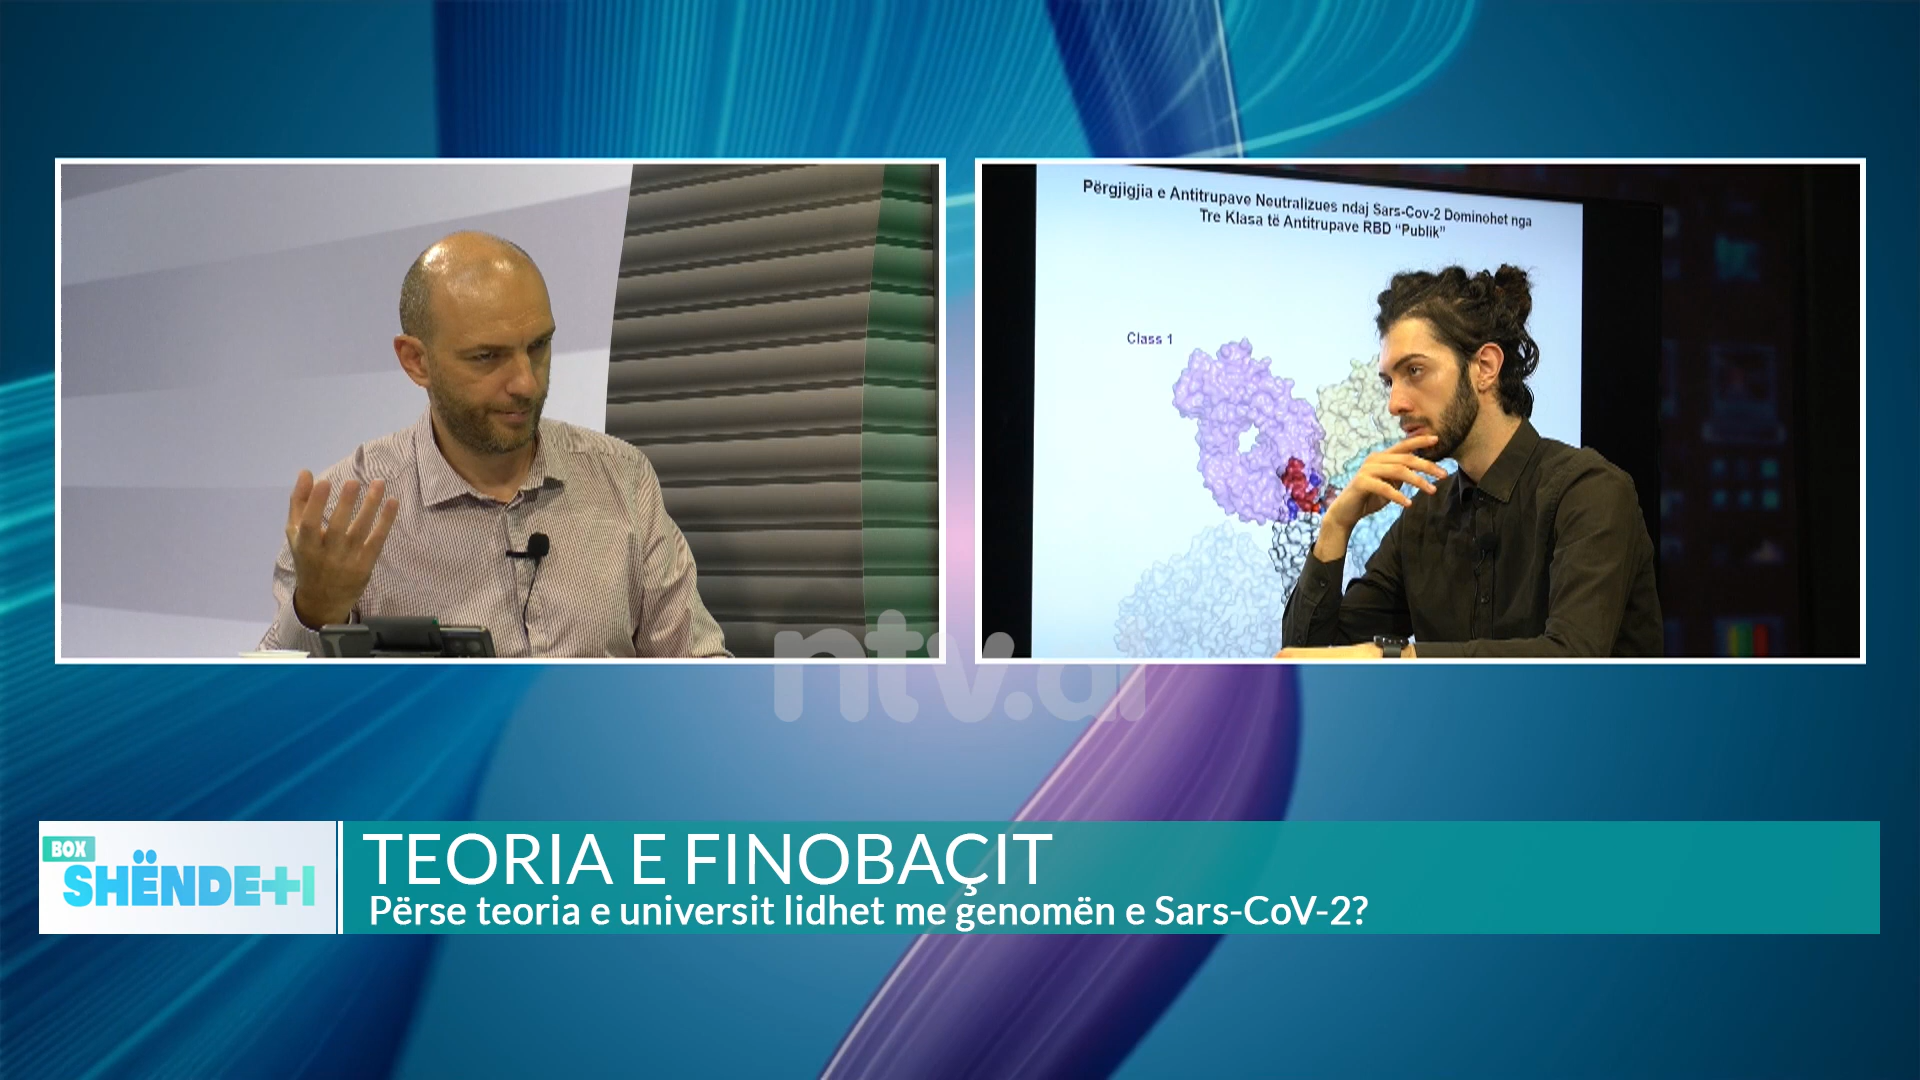 Përgjigjia e Antitrupave Neutralizues ndaj Sars-Cov-2 Dominohet nga
Tre Klasa të Antitrupave RBD “Publik”
Class 1
ntv.al
BOX
SHËNDETI
TEORIA E FINOBAÇIT
Përse teoria e universit lidhet me genomën e Sars-CoV-2?